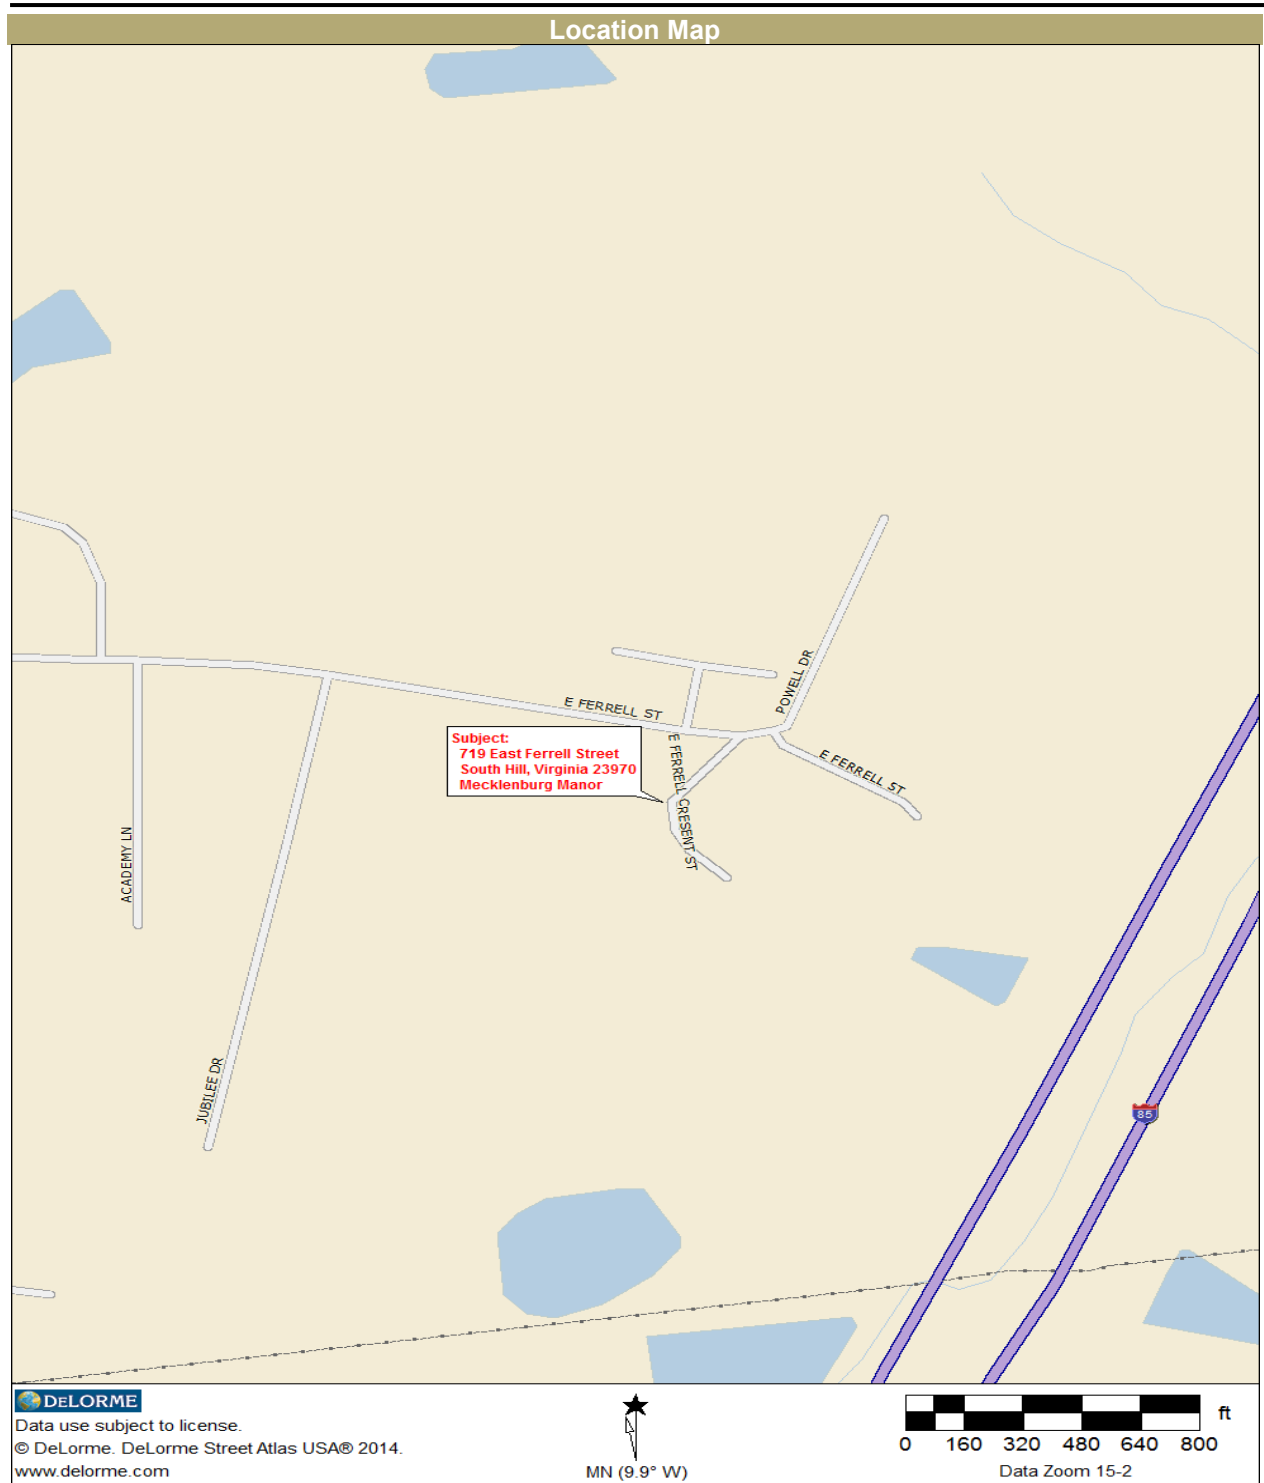 Location Map
E FERRELL ST
POWELL DR
Subject:
719 East Ferrell Street
South Hill, Virginia 23970
Mecklenburg Manor
E FERRELL CRESENT ST
E FERRELL ST
ACADEMY LN
JUBILEE DR
85
DELORME
Data use subject to license.
© DeLorme. DeLorme Street Atlas USA® 2014.
www.delorme.com
MN (9.9° W)
ft
0 160 320 480 640 800
Data Zoom 15-2